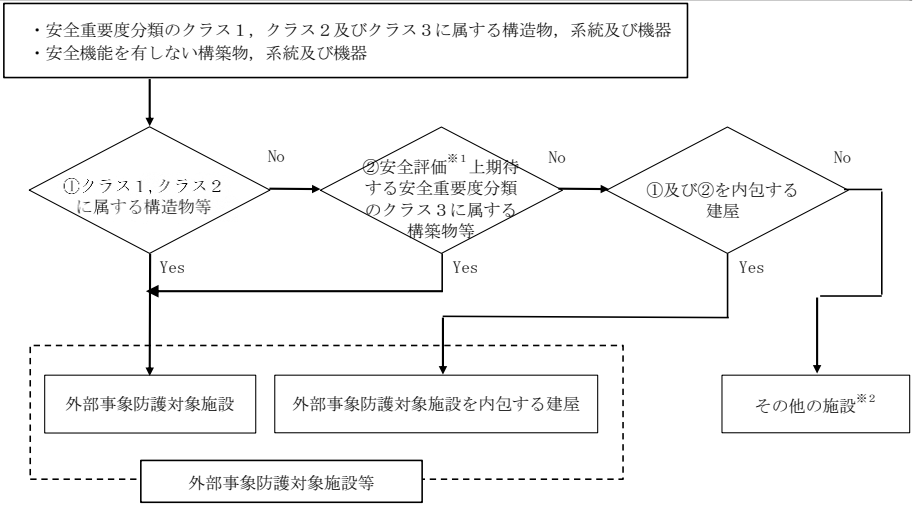 ・安全重要度分類のクラス１，クラス２及びクラス３に属する構造物，系統及び機器
・安全機能を有しない構築物，系統及び機器
①クラス１，クラス２
に属する構造物等
No
②安全評価※1上期待
する安全重要度分類
のクラス３に属する
構築物等
No
①及び②を内包する
建屋
No
Yes
Yes
Yes
外部事象防護対象施設
外部事象防護対象施設を内包する建屋
その他の施設※2
外部事象防護対象施設等